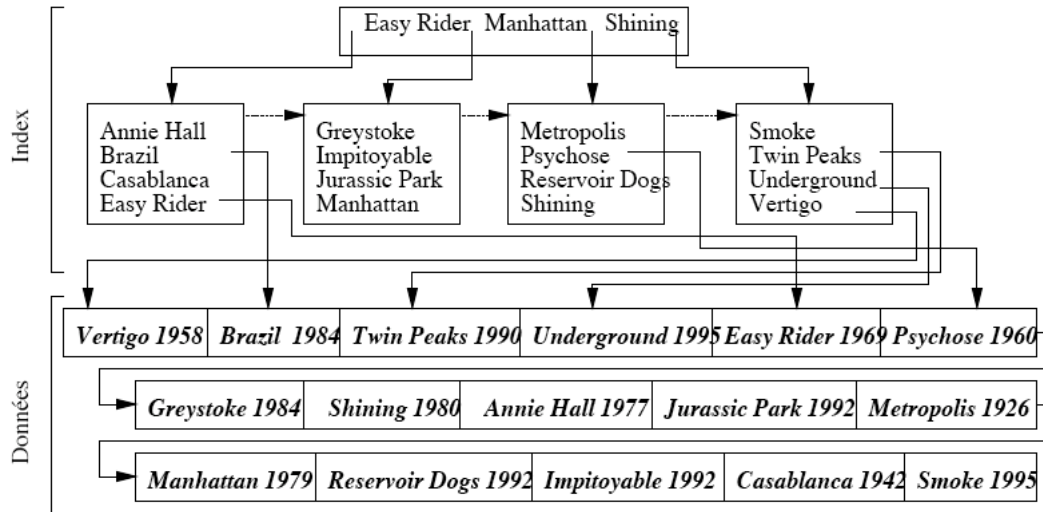 Easy Rider Manhattan Shining
Index
Annie Hall
Brazil
Casablanca
Easy Rider
Greystoke
Impitoyable
Jurassic Park
Manhattan
Metropolis
Psychose
Reservoir Dogs
Shining
Smoke
Twin Peaks
Underground
Vertigo
Données
Vertigo 1958 Brazil 1984 Twin Peaks 1990 Underground 1995 Easy Rider 1969 Psychose 1960
Greystoke 1984 Shining 1980 Annie Hall 1977 Jurassic Park 1992 Metropolis 1926
Manhattan 1979 Reservoir Dogs 1992 Impitoyable 1992 Casablanca 1942 Smoke 1995